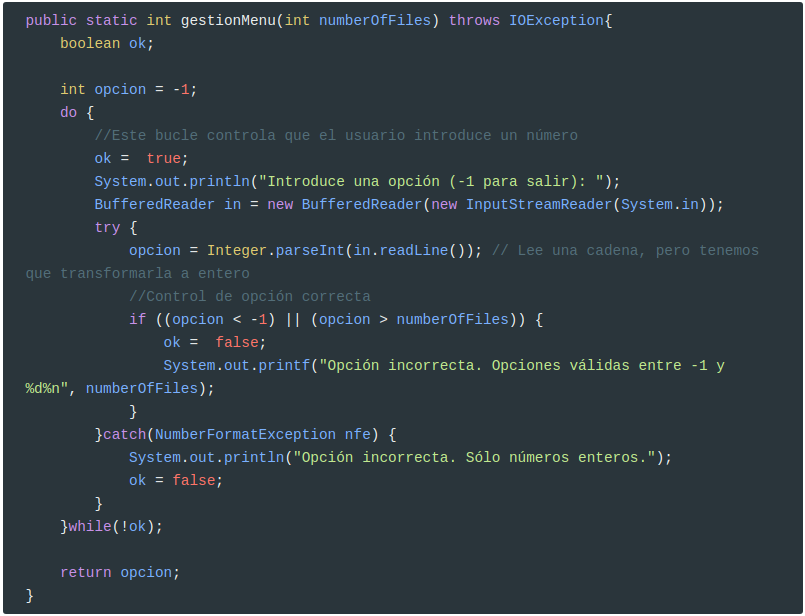 public static int gestionMenu(int numberOfFiles) throws IOException{
    boolean ok;

    int opcion = -1;
    do {
        //Este bucle controla que el usuario introduce un número
        ok =  true;
        System.out.println("Introduce una opción (-1 para salir): ");
        BufferedReader in = new BufferedReader(new InputStreamReader(System.in));
        try {
            opcion = Integer.parseInt(in.readLine()); // Lee una cadena, pero tenemos
que transformarla a entero
            //Control de opción correcta
            if ((opcion < -1) || (opcion > numberOfFiles)) {
                ok =  false;
                System.out.printf("Opción incorrecta. Opciones válidas entre -1 y
%d%n", numberOfFiles);
            }
        }catch(NumberFormatException nfe) {
            System.out.println("Opción incorrecta. Sólo números enteros.");
            ok = false;
        }
    }while(!ok);

    return opcion;
}